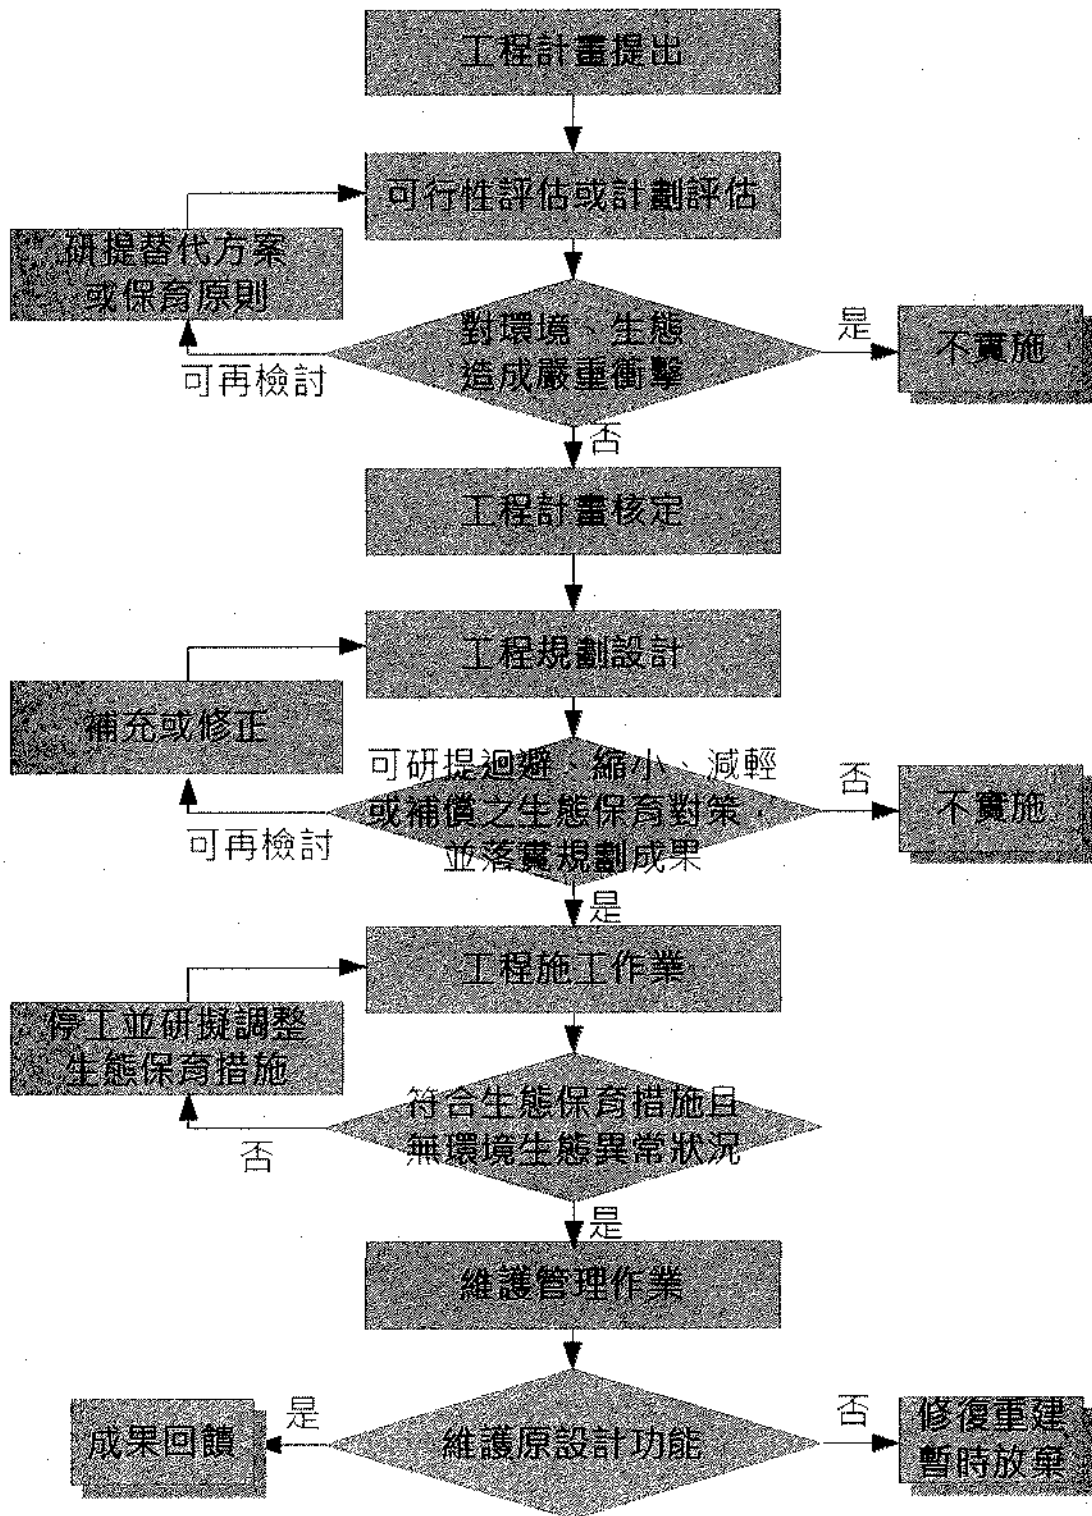 工程計畫提出
可行性評估或計劃評估
研提替代方案
或保育原則
對環境、生態
造成嚴重衝擊
是
不實施
可再檢討
否
工程計畫核定
工程規劃設計
補充或修正
可研提迴避、縮小、減輕
或補償之生態保育對策，
並落實規劃成果
否
不實施
可再檢討
是
工程施工作業
停工並研擬調整
生態保育措施
符合生態保育措施且
無環境生態異常狀況
否
是
維護管理作業
維護原設計功能
是
成果回饋
否
修復重建
暫時放棄